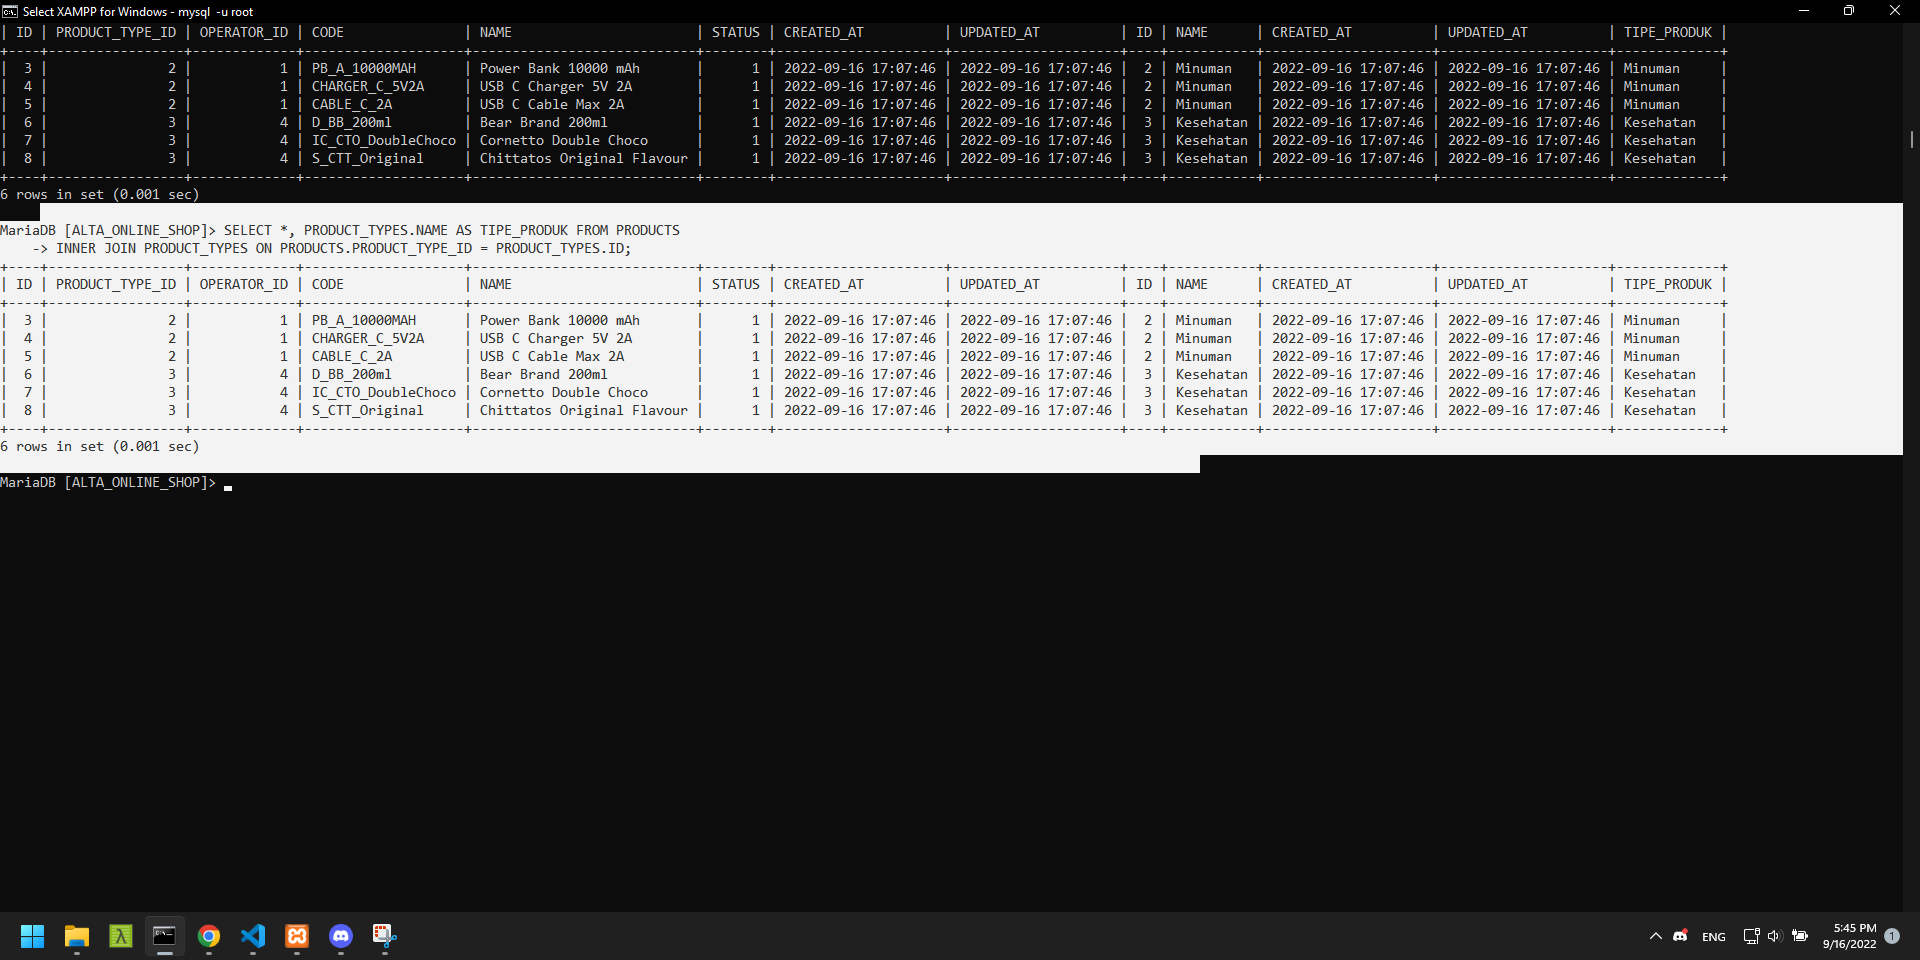 Select XAMPP for Windows - mysql  -u root
| ID | PRODUCT_TYPE_ID | OPERATOR_ID | CODE               | NAME                       | STATUS | CREATED_AT          | UPDATED_AT          | ID | NAME      | CREATED_AT          | UPDATED_AT          | TIPE_PRODUK |
+----+-----------------+-------------+--------------------+----------------------------+--------+---------------------+---------------------+----+-----------+---------------------+---------------------+-------------+
|  3 |               2 |           1 | PB_A_10000MAH      | Power Bank 10000 mAh       |      1 | 2022-09-16 17:07:46 | 2022-09-16 17:07:46 |  2 | Minuman   | 2022-09-16 17:07:46 | 2022-09-16 17:07:46 | Minuman     |
|  4 |               2 |           1 | CHARGER_C_5V2A     | USB C Charger 5V 2A        |      1 | 2022-09-16 17:07:46 | 2022-09-16 17:07:46 |  2 | Minuman   | 2022-09-16 17:07:46 | 2022-09-16 17:07:46 | Minuman     |
|  5 |               2 |           1 | CABLE_C_2A         | USB C Cable Max 2A         |      1 | 2022-09-16 17:07:46 | 2022-09-16 17:07:46 |  2 | Minuman   | 2022-09-16 17:07:46 | 2022-09-16 17:07:46 | Minuman     |
|  6 |               3 |           4 | D_BB_200ml         | Bear Brand 200ml           |      1 | 2022-09-16 17:07:46 | 2022-09-16 17:07:46 |  3 | Kesehatan | 2022-09-16 17:07:46 | 2022-09-16 17:07:46 | Kesehatan   |
|  7 |               3 |           4 | IC_CTO_DoubleChoco | Cornetto Double Choco      |      1 | 2022-09-16 17:07:46 | 2022-09-16 17:07:46 |  3 | Kesehatan | 2022-09-16 17:07:46 | 2022-09-16 17:07:46 | Kesehatan   |
|  8 |               3 |           4 | S_CTT_Original     | Chittatos Original Flavour |      1 | 2022-09-16 17:07:46 | 2022-09-16 17:07:46 |  3 | Kesehatan | 2022-09-16 17:07:46 | 2022-09-16 17:07:46 | Kesehatan   |
+----+-----------------+-------------+--------------------+----------------------------+--------+---------------------+---------------------+----+-----------+---------------------+---------------------+-------------+
6 rows in set (0.001 sec)
MariaDB [ALTA_ONLINE_SHOP]> SELECT *, PRODUCT_TYPES.NAME AS TIPE_PRODUK FROM PRODUCTS
    -> INNER JOIN PRODUCT_TYPES ON PRODUCTS.PRODUCT_TYPE_ID = PRODUCT_TYPES.ID;
+----+-----------------+-------------+--------------------+----------------------------+--------+---------------------+---------------------+----+-----------+---------------------+---------------------+-------------+
| ID | PRODUCT_TYPE_ID | OPERATOR_ID | CODE               | NAME                       | STATUS | CREATED_AT          | UPDATED_AT          | ID | NAME      | CREATED_AT          | UPDATED_AT          | TIPE_PRODUK |
+----+-----------------+-------------+--------------------+----------------------------+--------+---------------------+---------------------+----+-----------+---------------------+---------------------+-------------+
|  3 |               2 |           1 | PB_A_10000MAH      | Power Bank 10000 mAh       |      1 | 2022-09-16 17:07:46 | 2022-09-16 17:07:46 |  2 | Minuman   | 2022-09-16 17:07:46 | 2022-09-16 17:07:46 | Minuman     |
|  4 |               2 |           1 | CHARGER_C_5V2A     | USB C Charger 5V 2A        |      1 | 2022-09-16 17:07:46 | 2022-09-16 17:07:46 |  2 | Minuman   | 2022-09-16 17:07:46 | 2022-09-16 17:07:46 | Minuman     |
|  5 |               2 |           1 | CABLE_C_2A         | USB C Cable Max 2A         |      1 | 2022-09-16 17:07:46 | 2022-09-16 17:07:46 |  2 | Minuman   | 2022-09-16 17:07:46 | 2022-09-16 17:07:46 | Minuman     |
|  6 |               3 |           4 | D_BB_200ml         | Bear Brand 200ml           |      1 | 2022-09-16 17:07:46 | 2022-09-16 17:07:46 |  3 | Kesehatan | 2022-09-16 17:07:46 | 2022-09-16 17:07:46 | Kesehatan   |
|  7 |               3 |           4 | IC_CTO_DoubleChoco | Cornetto Double Choco      |      1 | 2022-09-16 17:07:46 | 2022-09-16 17:07:46 |  3 | Kesehatan | 2022-09-16 17:07:46 | 2022-09-16 17:07:46 | Kesehatan   |
|  8 |               3 |           4 | S_CTT_Original     | Chittatos Original Flavour |      1 | 2022-09-16 17:07:46 | 2022-09-16 17:07:46 |  3 | Kesehatan | 2022-09-16 17:07:46 | 2022-09-16 17:07:46 | Kesehatan   |
+----+-----------------+-------------+--------------------+----------------------------+--------+---------------------+---------------------+----+-----------+---------------------+---------------------+-------------+
6 rows in set (0.001 sec)
MariaDB [ALTA_ONLINE_SHOP]>
ENG
5:45 PM
9/16/2022
1